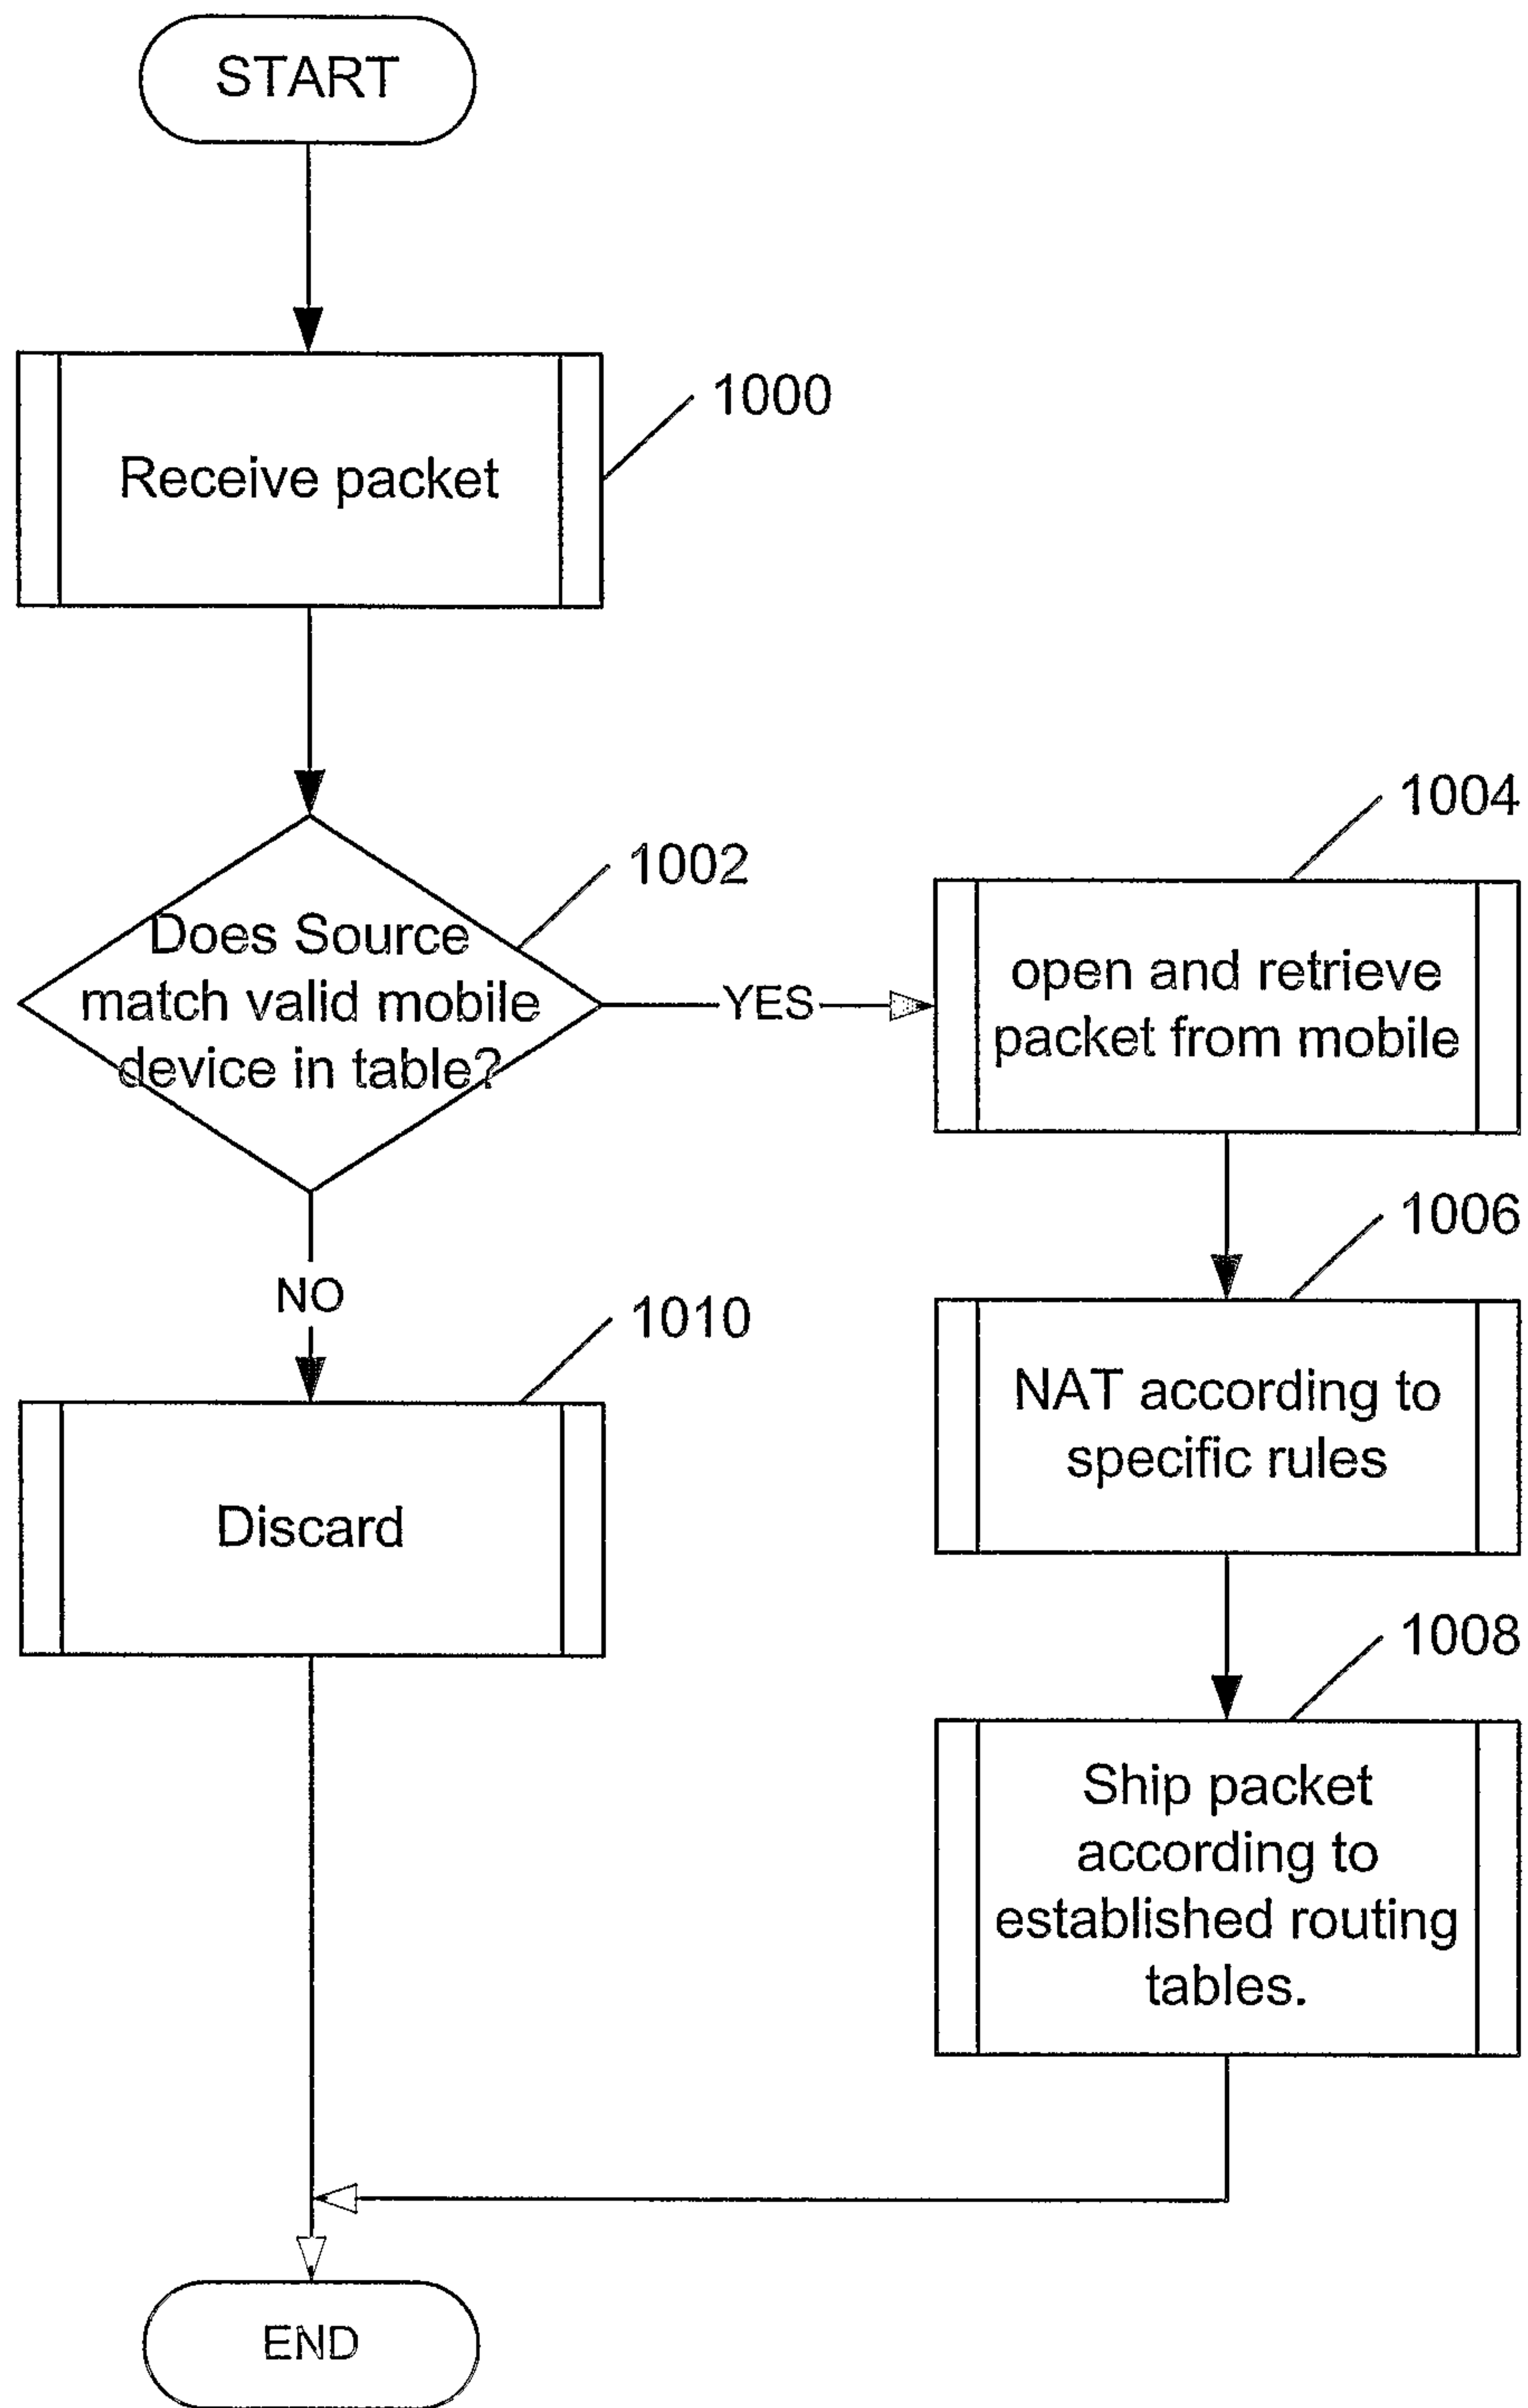 START
1000
Receive packet
1002
Does Source
match valid mobile
device in table?
YES
1004
open and retrieve
packet from mobile
1006
NAT according to
specific rules
1008
Ship packet
according to
established routing
tables.
NO
1010
Discard
END